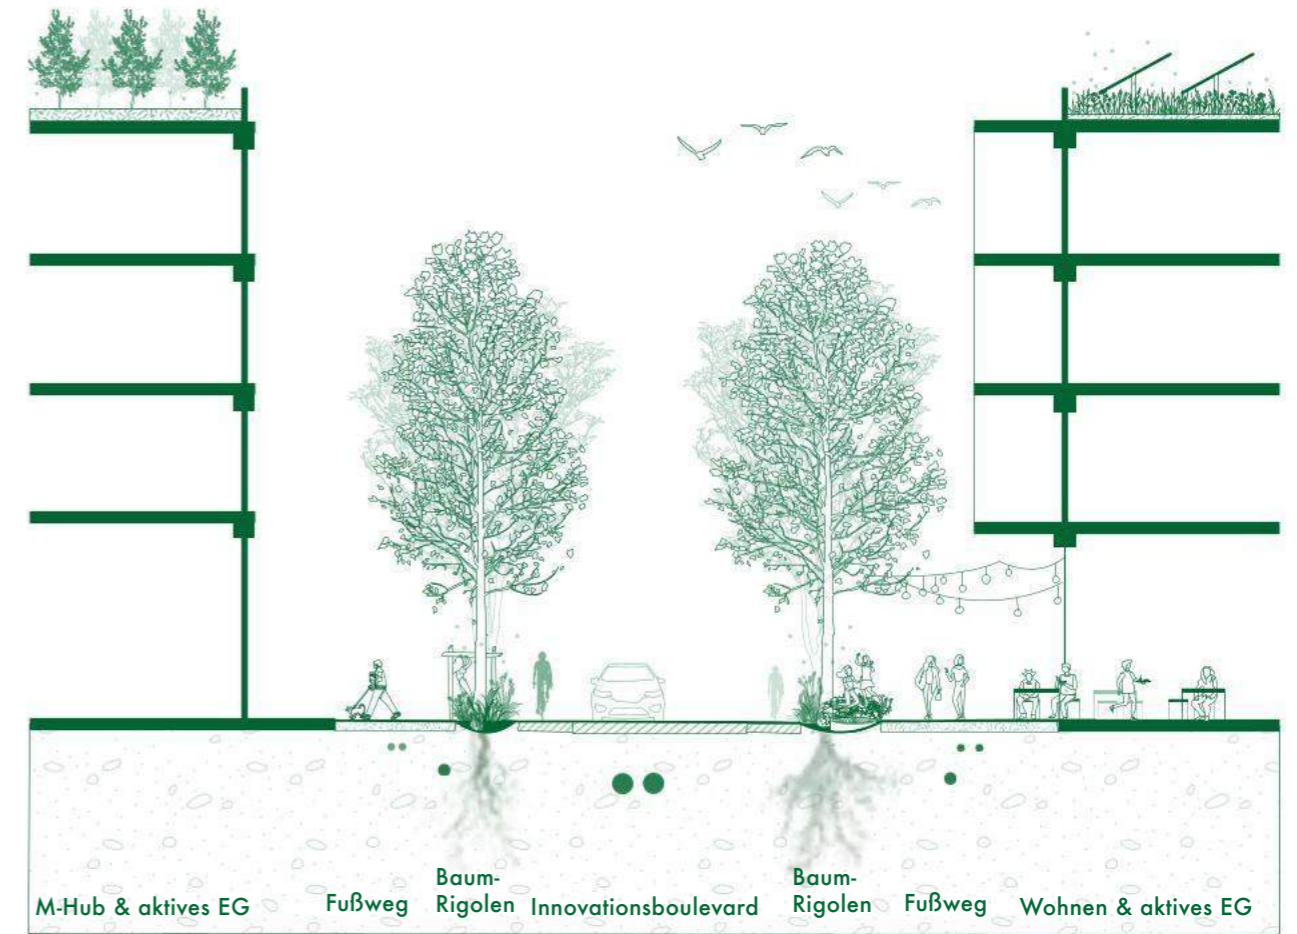 M-Hub & aktives EG
Fußweg
Baum-
Rigolen
Innovationsboulevard
Baum-
Rigolen
Fußweg
Wohnen & aktives EG